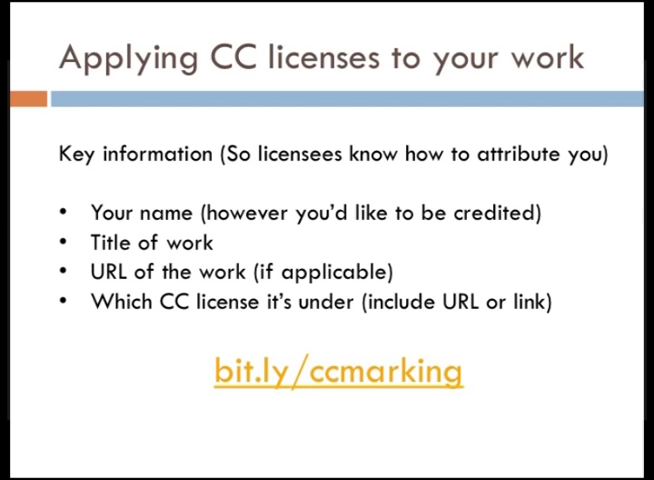 Applying CC licenses to your work
Key information (So licensees know how to attribute you)
• Your name (however you'd like to be credited)
• Title of work
• URL of the work (if applicable)
• Which CC license it's under (include URL or link)
bit.ly/ccmarking